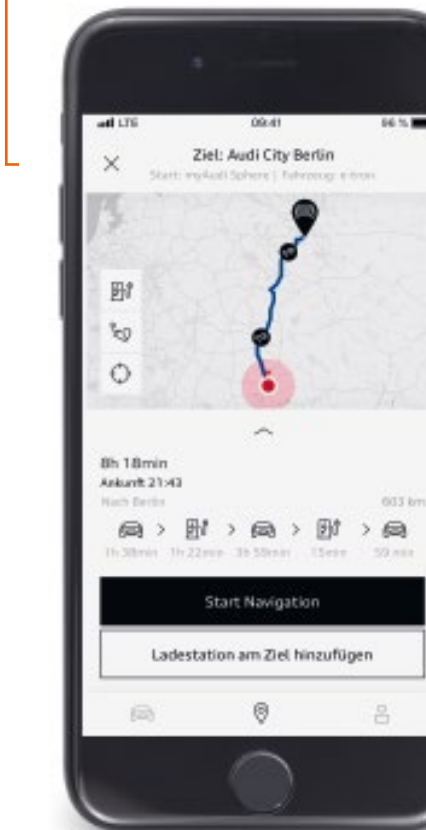 LTE 09:41 96 %
Ziel: Audi City Berlin
Start: myAudi Sphere | Fahrzeug: e-tron
8h 18min
Ankunft 21:43
Nach Berlin 603 km
1h 38min 1h 22min 3h 58min 15min 59 min
Start Navigation
Ladestation am Ziel hinzufügen